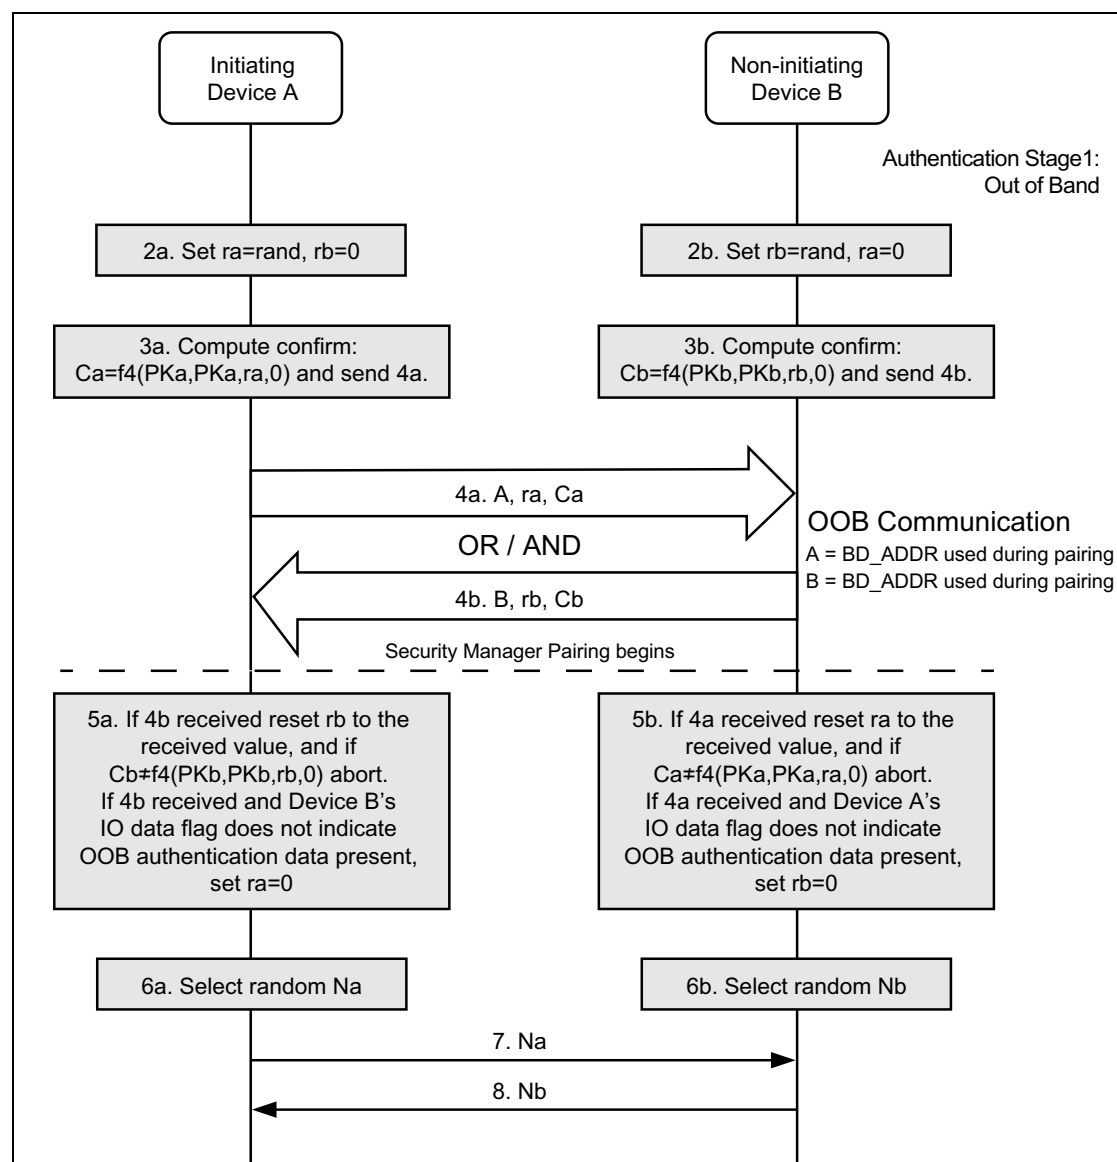 Initiating
Device A
Non-initiating
Device B
Authentication Stage1:
Out of Band
2a. Set ra=rand, rb=0
2b. Set rb=rand, ra=0
3a. Compute confirm:
Ca=f4(PKa,PKa,ra,0) and send 4a.
3b. Compute confirm:
Cb=f4(PKb,PKb,rb,0) and send 4b.
4a. A, ra, Ca
OR / AND
4b. B, rb, Cb
OOB Communication
A = BD_ADDR used during pairing
B = BD_ADDR used during pairing
Security Manager Pairing begins
5a. If 4b received reset rb to the
received value, and if
Cb≠f4(PKb,PKb,rb,0) abort.
If 4b received and Device B’s
IO data flag does not indicate
OOB authentication data present,
set ra=0
5b. If 4a received reset ra to the
received value, and if
Ca≠f4(PKa,PKa,ra,0) abort.
If 4a received and Device A’s
IO data flag does not indicate
OOB authentication data present,
set rb=0
6a. Select random Na
6b. Select random Nb
7. Na
8. Nb